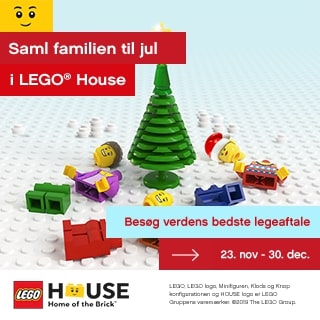 Saml familien til jul
i LEGO® House
Besøg verdens bedste legeaftale
23. nov - 30. dec.
LEGO
HOUSE
Home of the Brick™
LEGO, LEGO logo, Minifiguren, Klods og Knop
konfigurationen og HOUSE logo er LEGO
Gruppens varemærker. ©2019 The LEGO Group.